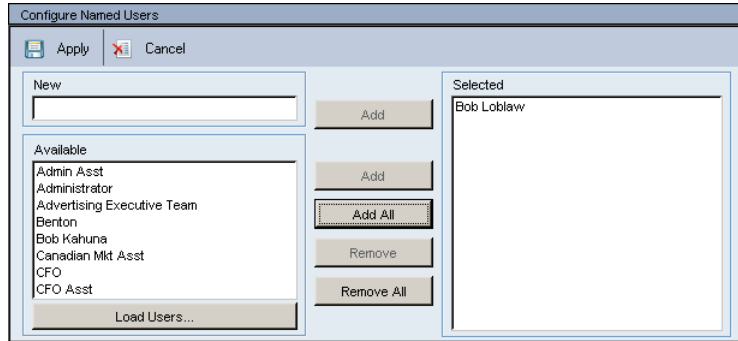 Configure Named Users
Apply
Cancel
New
Add
Available
Admin Asst
Administrator
Advertising Executive Team
Benton
Bob Kahuna
Canadian Mkt Asst
CFO
CFO Asst
Load Users...
Add
Add All
Remove
Remove All
Selected
Bob Loblaw